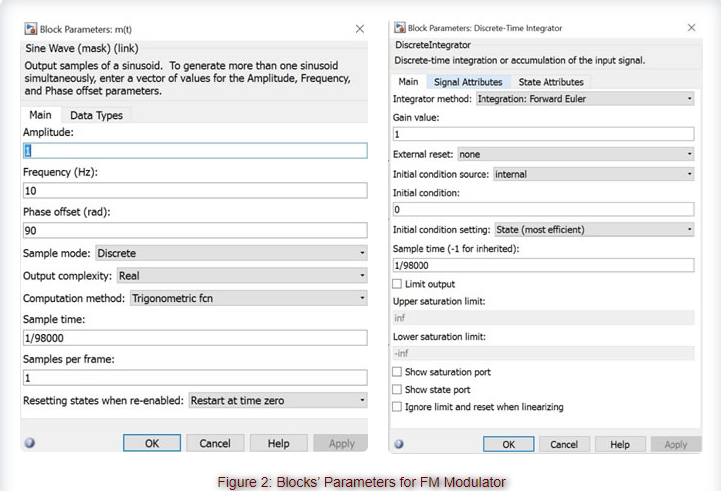 Block Parameters: m(t)
Sine Wave (mask) (link)
Output samples of a sinusoid. To generate more than one sinusoid
simultaneously, enter a vector of values for the Amplitude, Frequency,
and Phase offset parameters.
Main
Data Types
Amplitude:
1
Frequency (Hz):
10
Phase offset (rad):
90
Sample mode: Discrete
Output complexity: Real
Computation method: Trigonometric fcn
Sample time:
1/98000
Samples per frame:
1
Resetting states when re-enabled: Restart at time zero
OK
Cancel
Help
Apply
Block Parameters: Discrete-Time Integrator
DiscreteIntegrator
Discrete-time integration or accumulation of the input signal.
Main
Signal Attributes
State Attributes
Integrator method: Integration: Forward Euler
Gain value:
1
External reset: none
Initial condition source: internal
Initial condition:
0
Initial condition setting: State (most efficient)
Sample time (-1 for inherited):
1/98000
Limit output
Upper saturation limit:
inf
Lower saturation limit:
-inf
Show saturation port
Show state port
Ignore limit and reset when linearizing
OK
Cancel
Help
Apply
Figure 2: Blocks' Parameters for FM Modulator